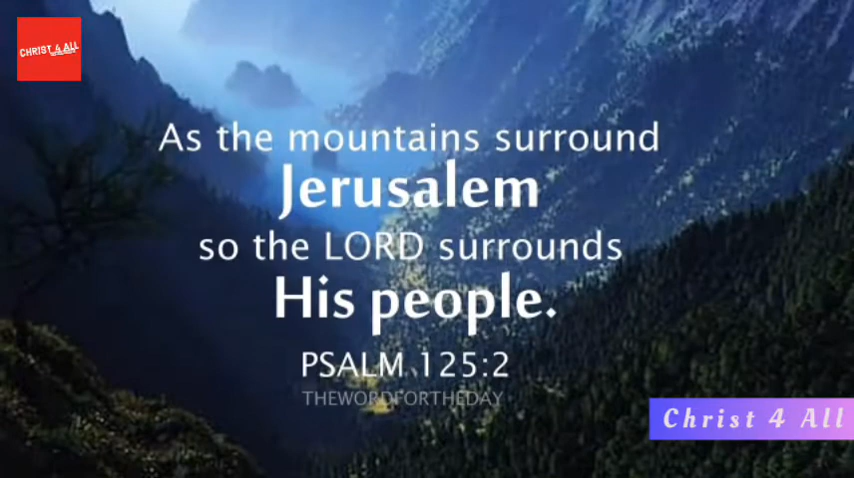 CHRIST 4 ALL
As the mountains surround
Jerusalem
so the LORD surrounds
His people.
PSALM 125:2
THEWORDFORTHEDAY
Christ 4 All